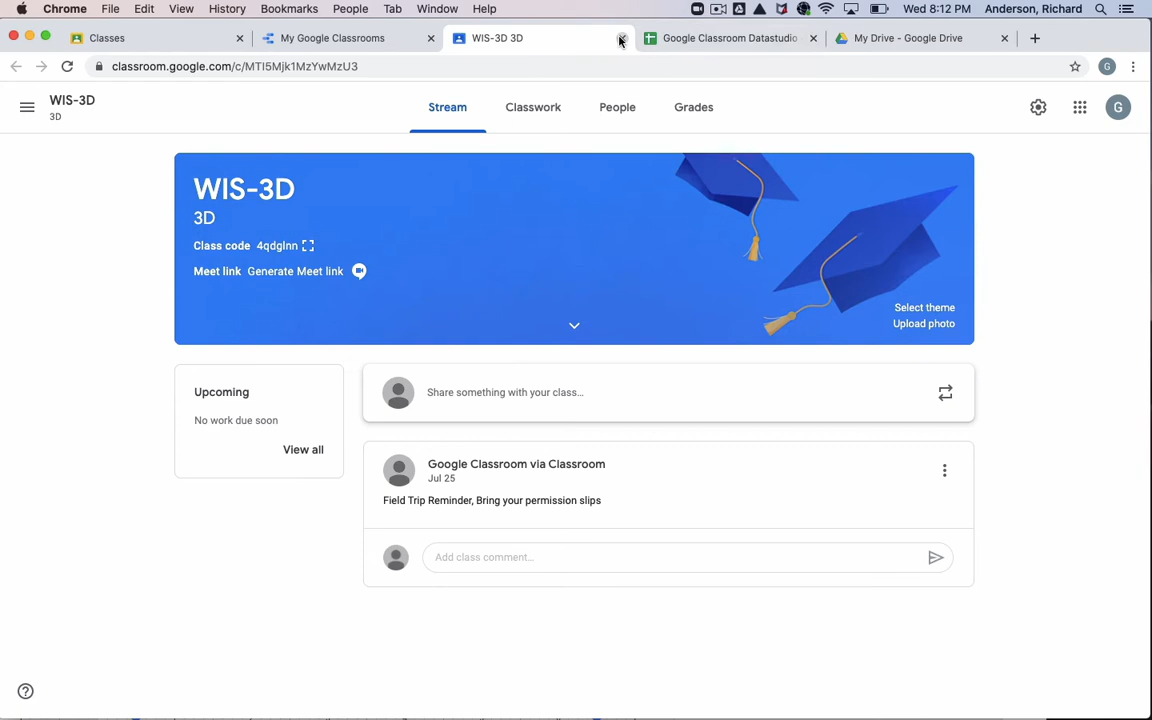 Chrome File Edit View History Bookmarks People Tab Window Help Wed 8:12 PM Anderson, Richard
Classes My Google Classrooms WIS-3D 3D Google Classroom Datastudio My Drive - Google Drive
classroom.google.com/c/MTI5Mjk1MzYwMzU3 G
WIS-3D
3D
Stream Classwork People Grades G
WIS-3D
3D
Class code 4qdglnn
Meet link Generate Meet link
Select theme
Upload photo
Upcoming
No work due soon
View all
Share something with your class...
Google Classroom via Classroom
Jul 25
Field Trip Reminder, Bring your permission slips
Add class comment...